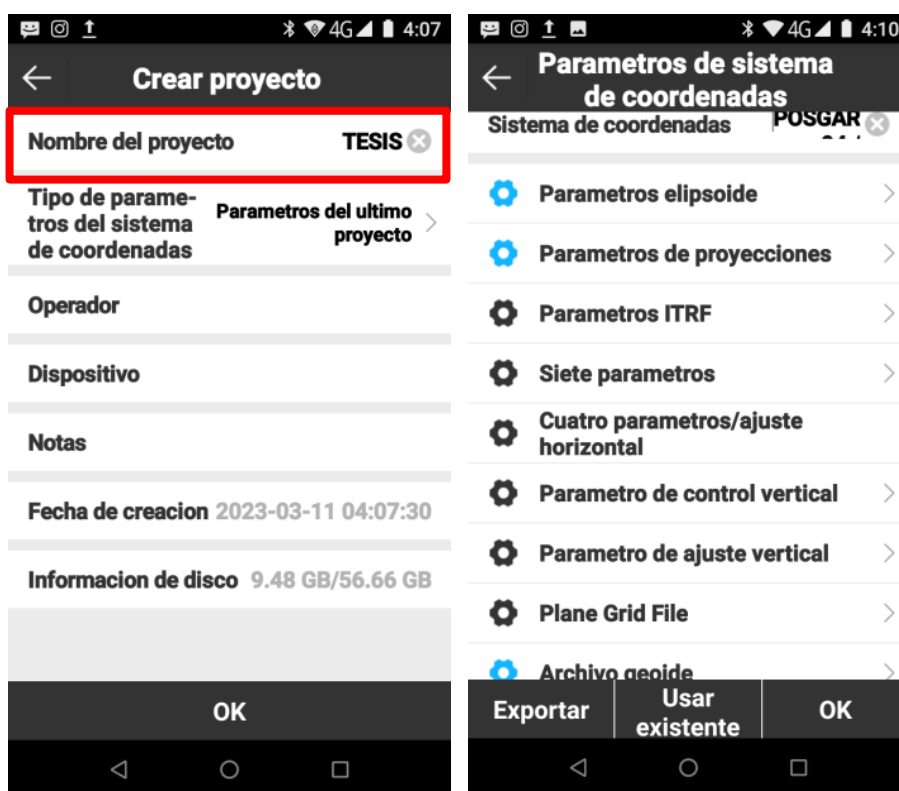 4G 4:07
Crear proyecto
Nombre del proyecto TESIS
Tipo de parame-
tros del sistema
de coordenadas
Parametros del ultimo
proyecto
Operador
Dispositivo
Notas
Fecha de creacion 2023-03-11 04:07:30
Informacion de disco 9.48 GB/56.66 GB
OK
4G 4:10
Parametros de sistema
de coordenadas
Sistema de coordenadas POSGAR
Parametros elipsoide
Parametros de proyecciones
Parametros ITRF
Siete parametros
Cuatro parametros/ajuste
horizontal
Parametro de control vertical
Parametro de ajuste vertical
Plane Grid File
Archivo geoide
Exportar
Usar
existente
OK